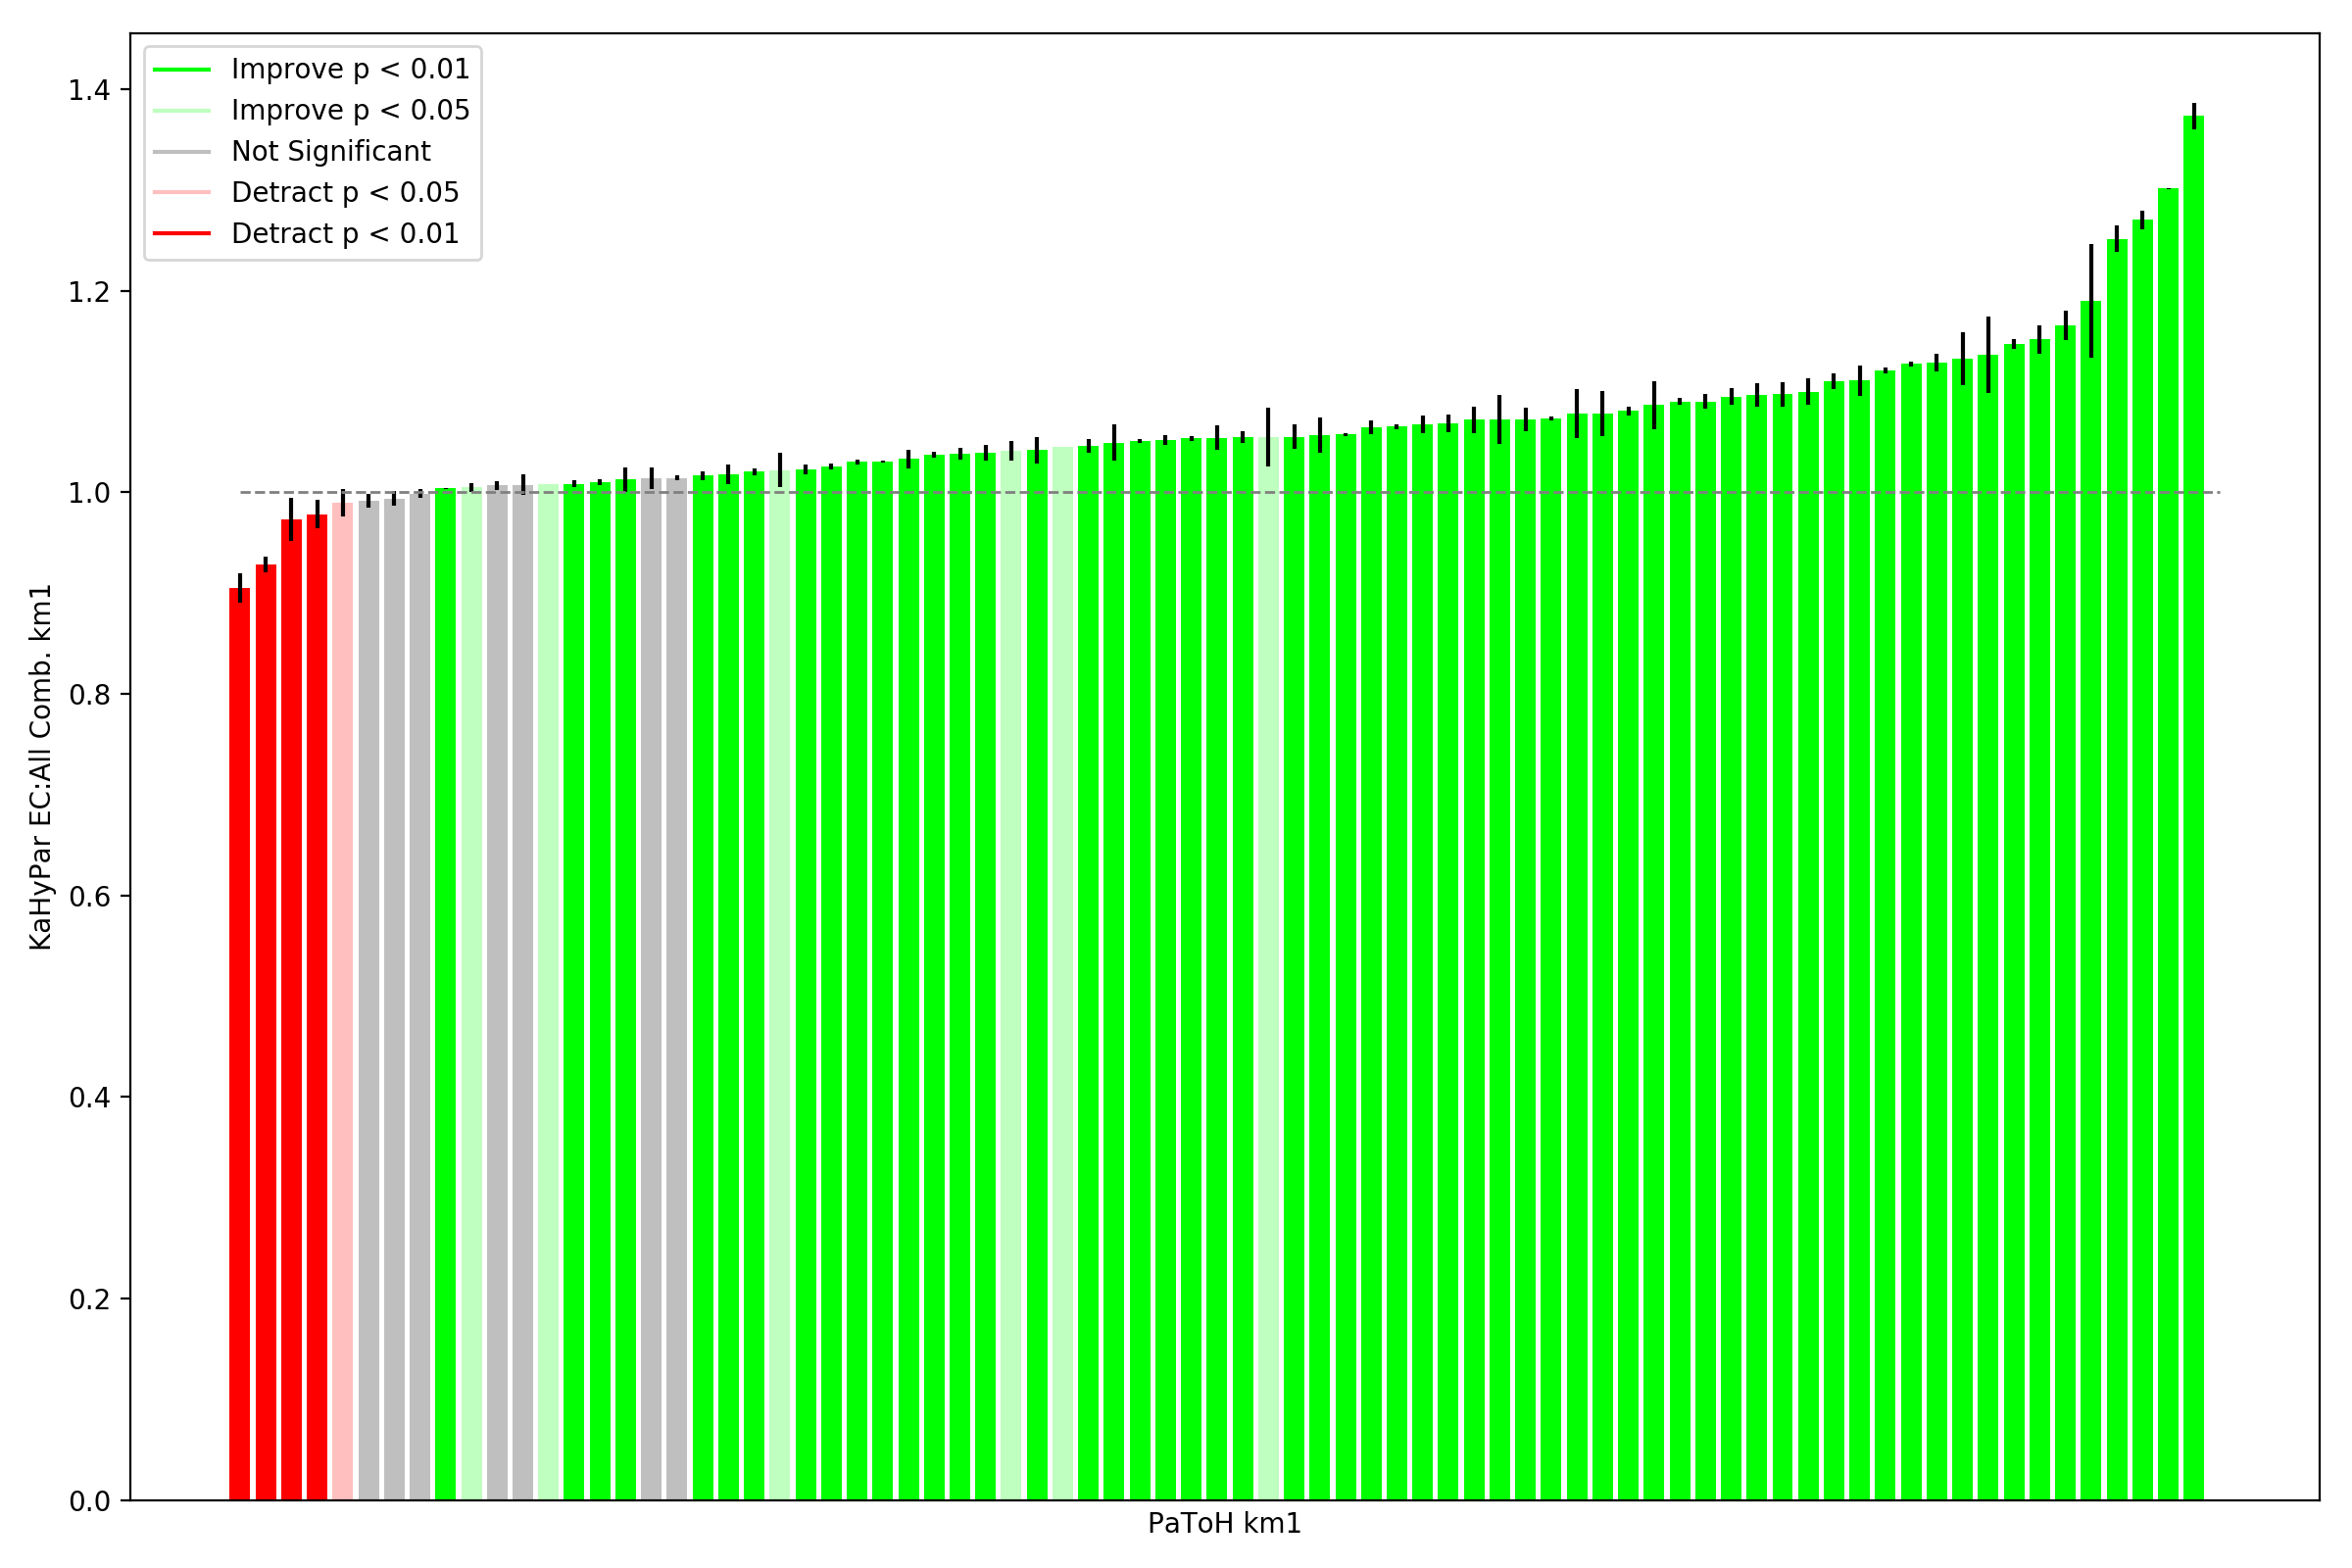 Improve p < 0.01
Improve p < 0.05
Not Significant
Detract p < 0.05
Detract p < 0.01
1.4
1.2
1.0
0.8
0.6
0.4
0.2
0.0
KaHyPar EC:All Comb. km1
PaToH km1